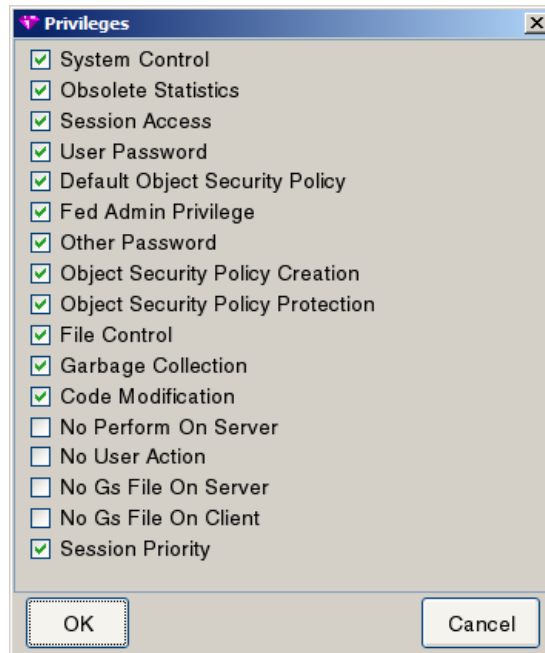 Privileges
System Control
Obsolete Statistics
Session Access
User Password
Default Object Security Policy
Fed Admin Privilege
Other Password
Object Security Policy Creation
Object Security Policy Protection
File Control
Garbage Collection
Code Modification
No Perform On Server
No User Action
No Gs File On Server
No Gs File On Client
Session Priority
OK
Cancel